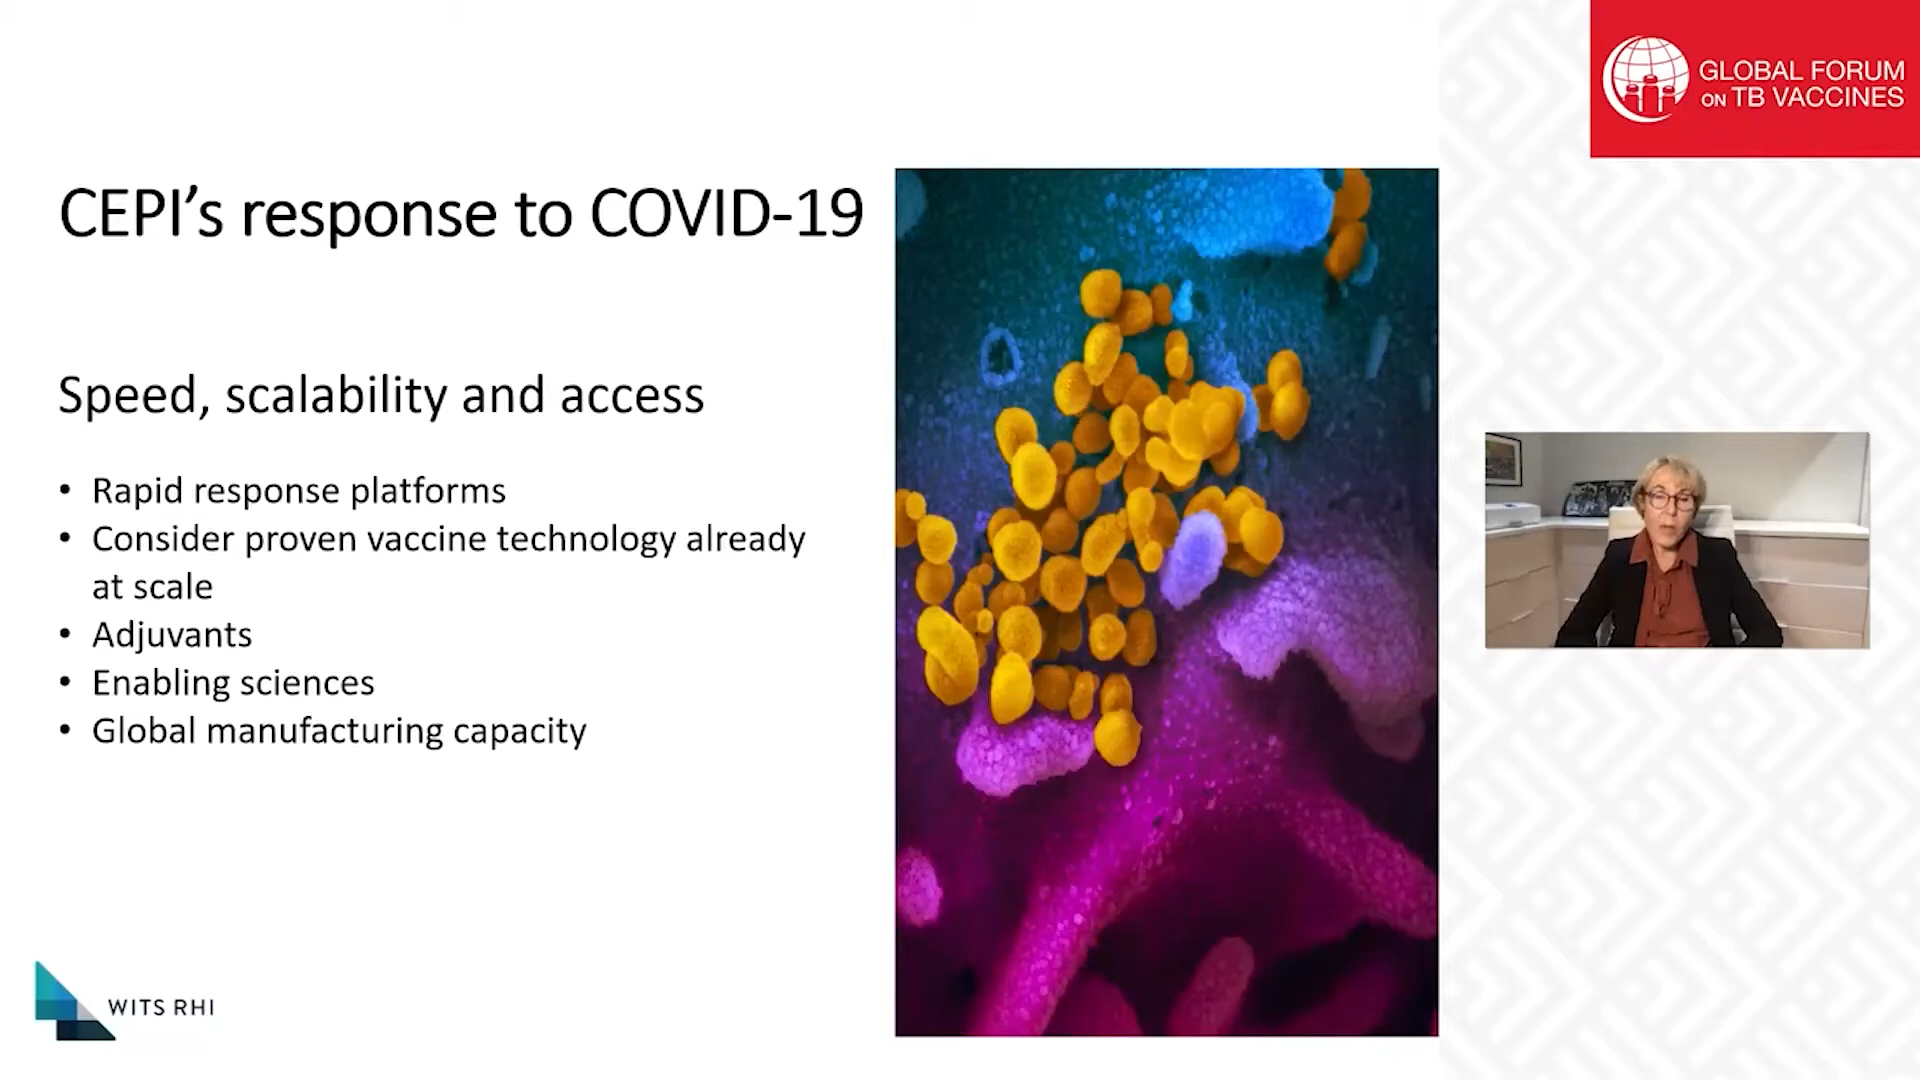 GLOBAL FORUM
ON TB VACCINES
CEPI's response to COVID-19
Speed, scalability and access
• Rapid response platforms
• Consider proven vaccine technology already
at scale
• Adjuvants
• Enabling sciences
• Global manufacturing capacity
WITS RHI